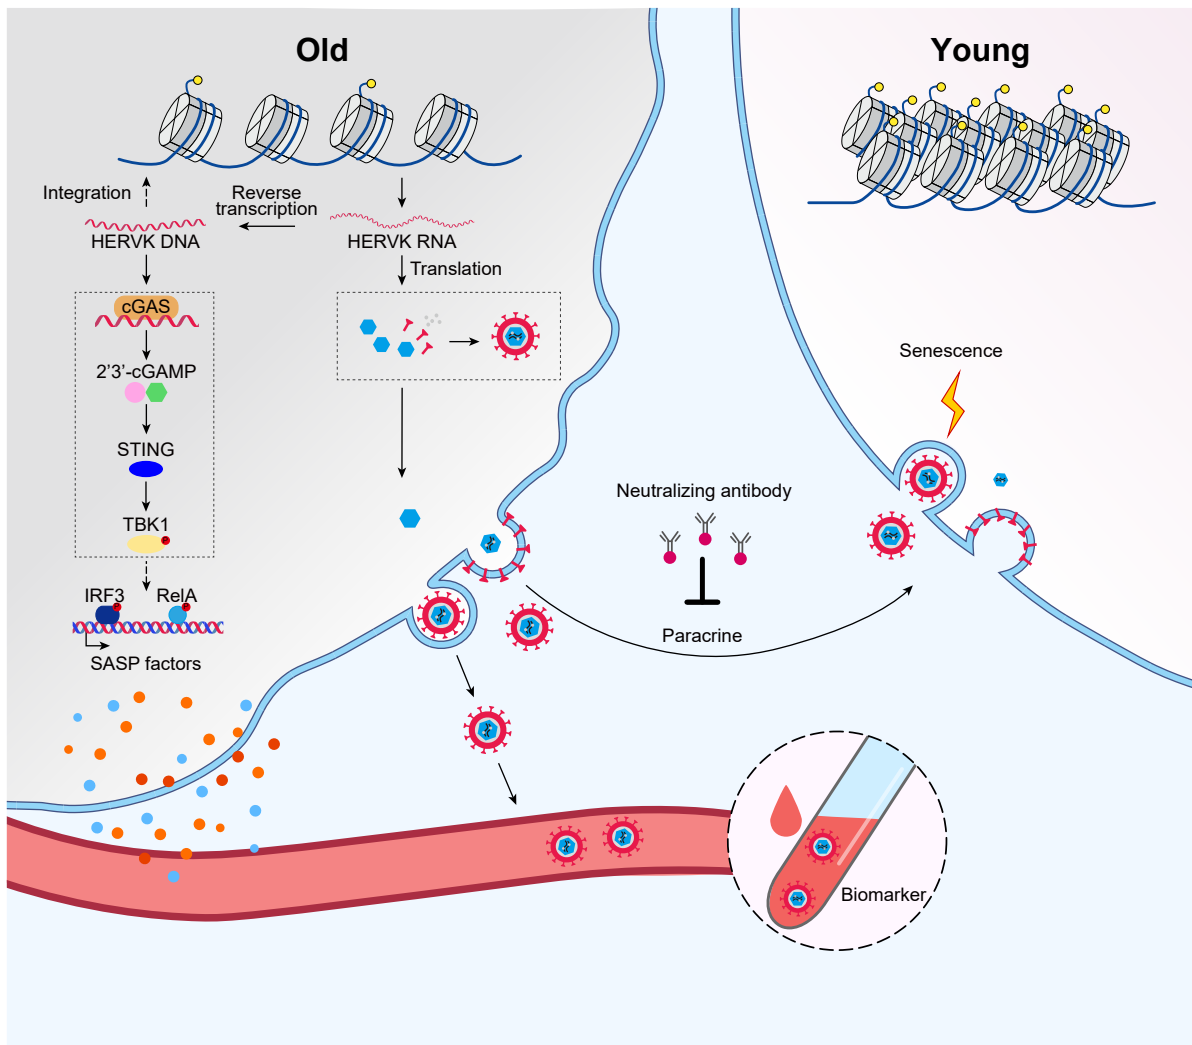 Old
Young
Integration
Reverse
transcription
HERVK DNA
HERVK RNA
Translation
cGAS
2’3’-cGAMP
STING
TBK1
P
IRF3
P
RelA
P
SASP factors
Senescence
Neutralizing antibody
Paracrine
Biomarker